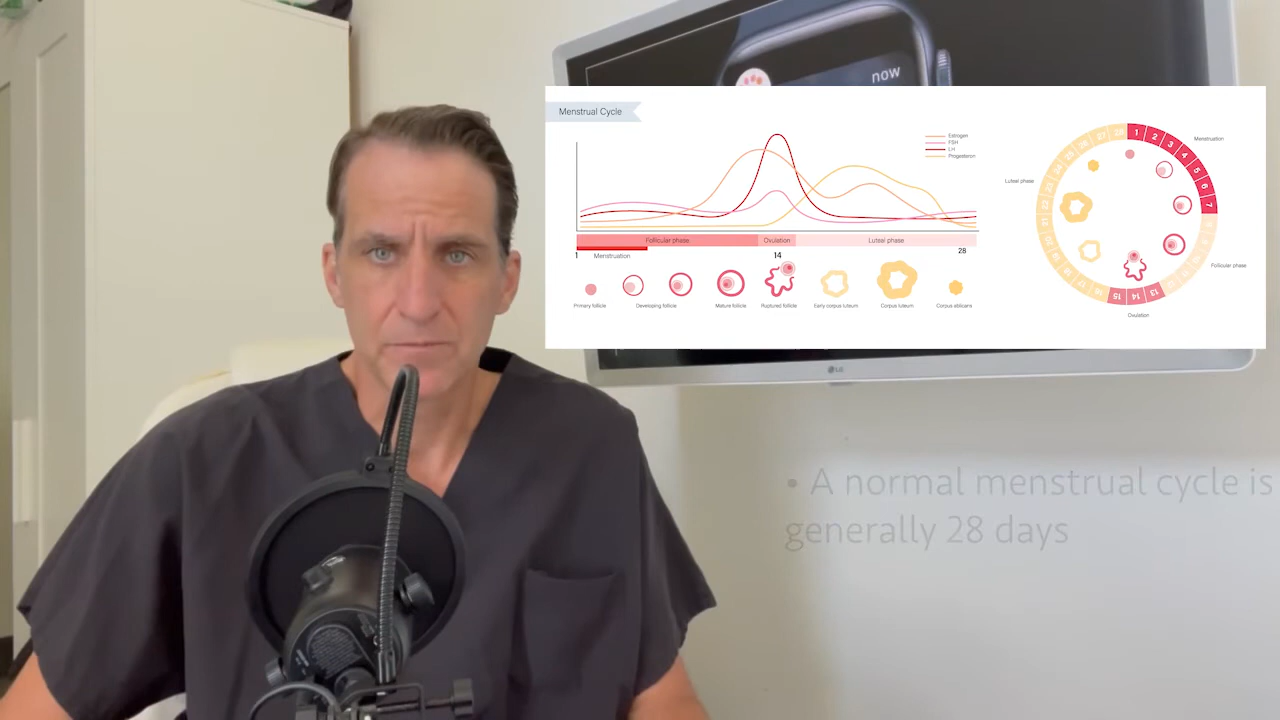 now
Menstrual Cycle
Estrogen
FSH
LH
Progesteron
Follicular phase
Ovulation
Luteal phase
1
Menstruation
14
28
Primary follicle
Developing follicle
Mature follicle
Ruptured follicle
Early corpus luteum
Corpus luteum
Corpus albicans
Menstruation
Luteal phase
Follicular phase
Ovulation
1
2
3
4
5
6
7
13
14
15
LG
• A normal menstrual cycle is
generally 28 days